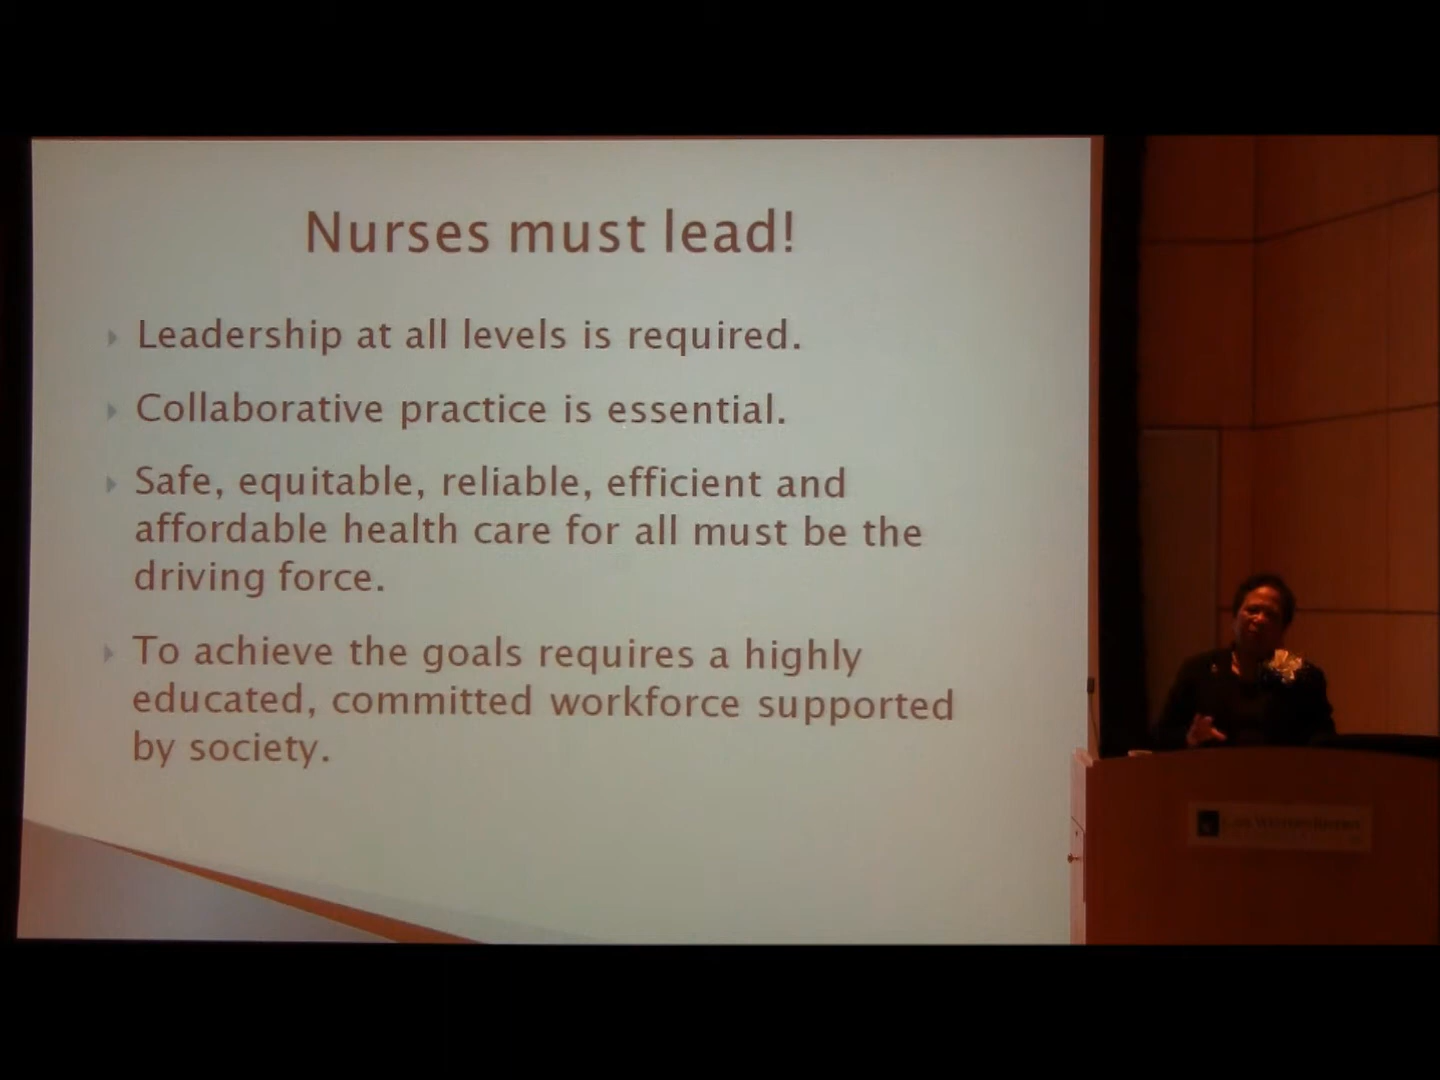 Nurses must lead!
Leadership at all levels is required.
Collaborative practice is essential.
Safe, equitable, reliable, efficient and
affordable health care for all must be the
driving force.
To achieve the goals requires a highly
educated, committed workforce supported
by society.